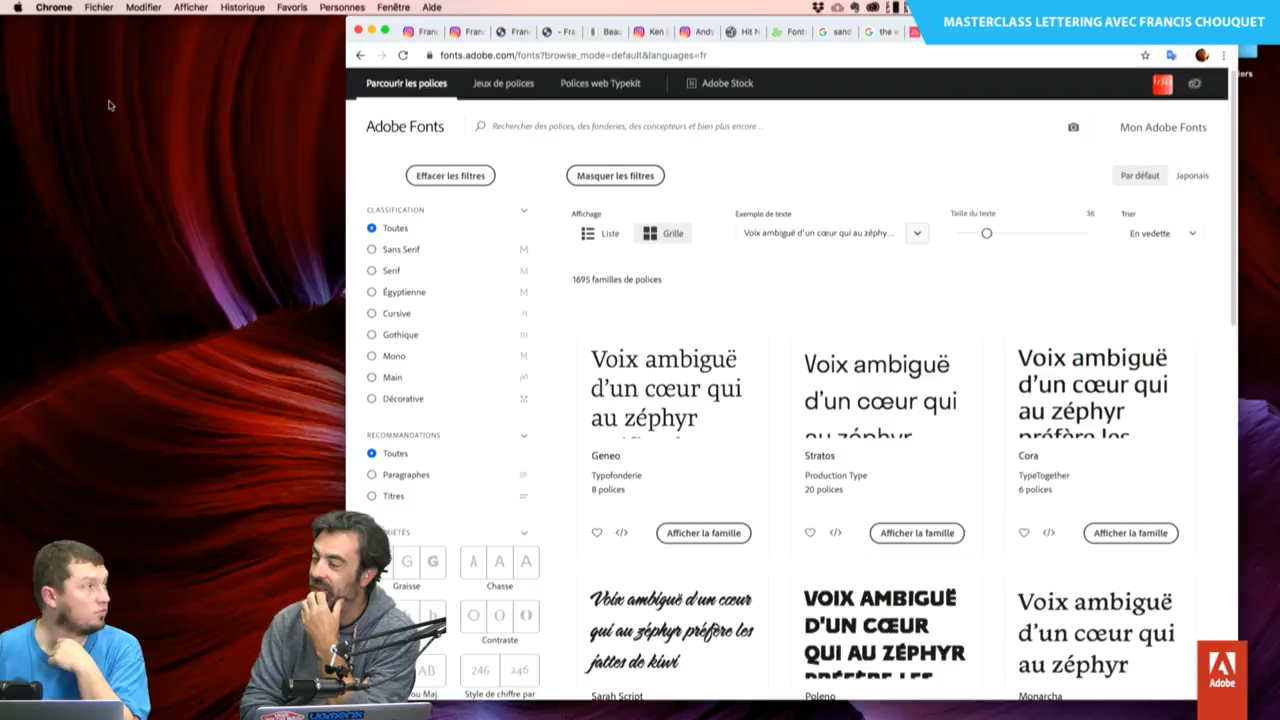 Chrome Fichier Modifier Afficher Historique Favoris Personnes Fenêtre Aide
MASTERCLASS LETTERING AVEC FRANCIS CHOUQUET
fonts.adobe.com/fonts?browse_mode=default&languages=fr
Parcourir les polices Jeux de polices Polices web Typekit Adobe Stock
Adobe Fonts Rechercher des polices, des fonderies, des concepteurs et bien plus encore... Mon Adobe Fonts
Effacer les filtres Masquer les filtres Par défaut Japonais
CLASSIFICATION
Toutes
Sans Serif
Serif
Égyptienne
Cursive
Gothique
Mono
Main
Décorative
RECOMMANDATIONS
Toutes
Paragraphes
Titres
Graisse Chasse
Contraste
Style de chiffre par
Affichage Exemple de texte Taille du texte 36 Trier
Liste Grille Voix ambiguë d'un cœur qui au zéphy... En vedette
1695 familles de polices
Voix ambiguë
d'un cœur qui
au zéphyr
Geneo
Typofonderie
8 polices
Afficher la famille
Voix ambiguë
d'un cœur qui
au zéphyr
Stratos
Production Type
20 polices
Afficher la famille
Voix ambiguë
d'un cœur qui
au zéphyr
préfère les
Cora
TypeTogether
6 polices
Afficher la famille
Voix ambiguë d'un cœur
qui au zéphyr préfère les
jattes de kiwi
Sarah Script
VOIX AMBIGUË
D'UN CŒUR
QUI AU ZÉPHYR
PRÉFÈRE LES
Poleno
Voix ambiguë
d'un cœur qui
au zéphyr
Monarcha
Adobe